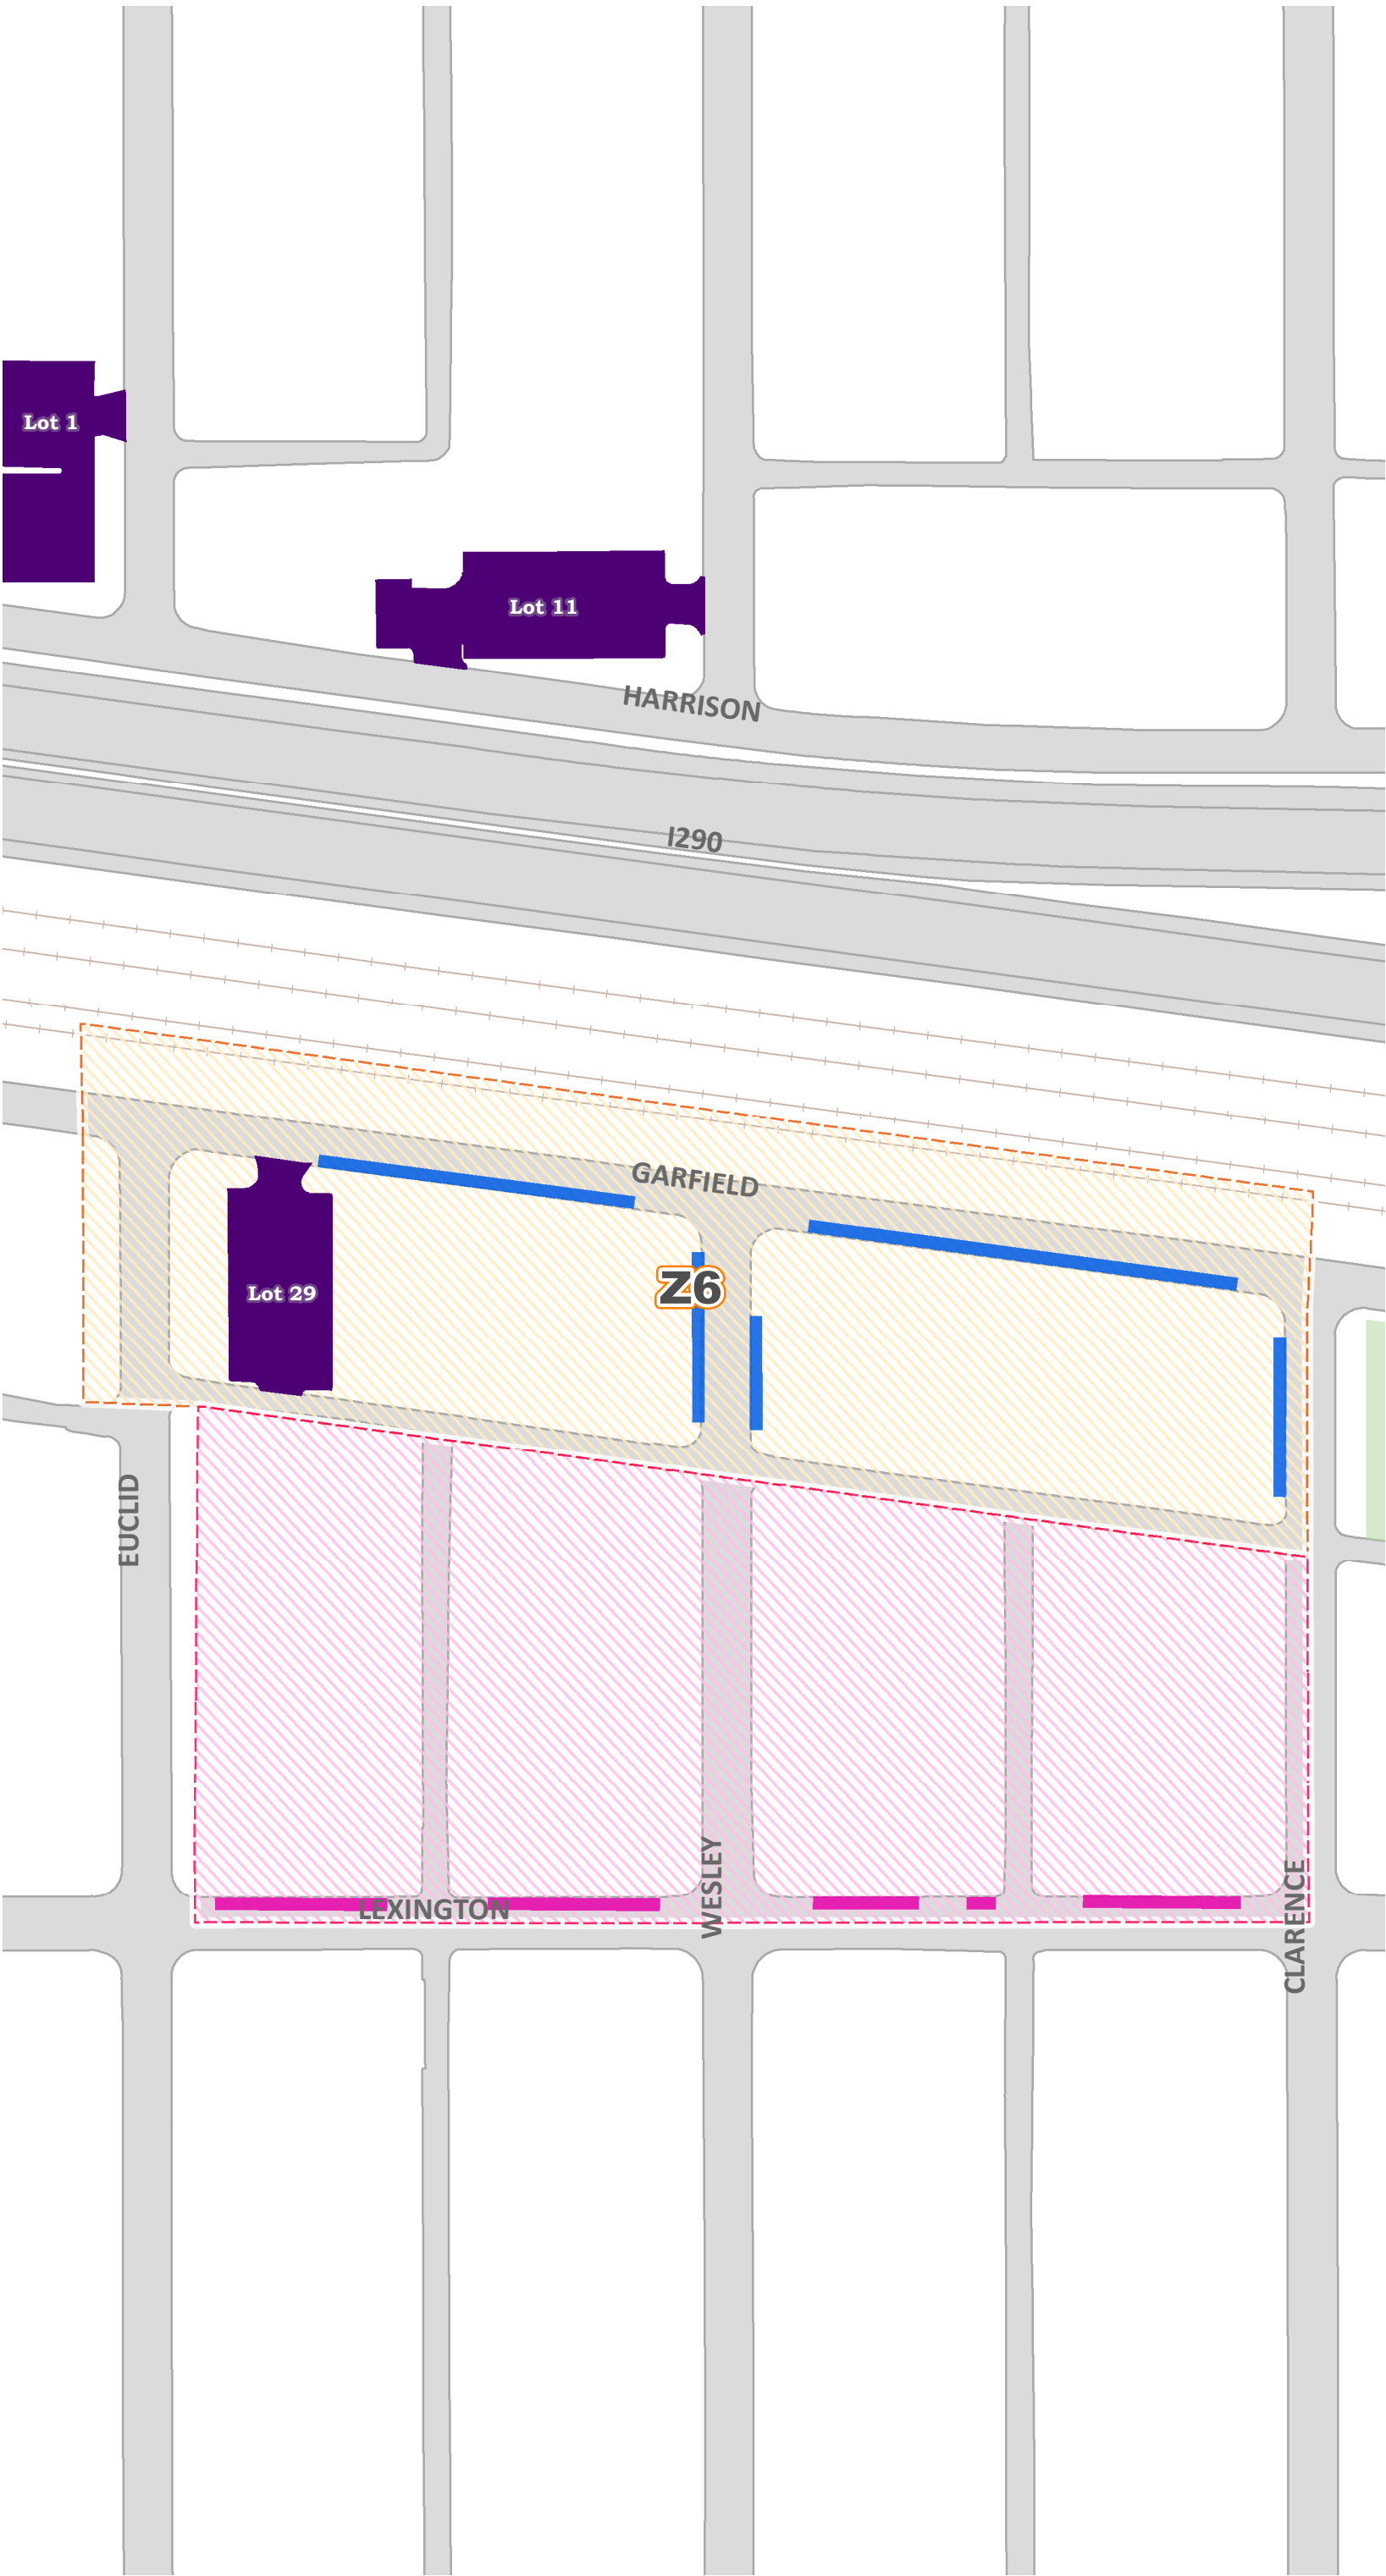 Lot 1
Lot 11
HARRISON
I290
GARFIELD
Z6
Lot 29
EUCLID
WESLEY
CLARENCE
LEXINGTON